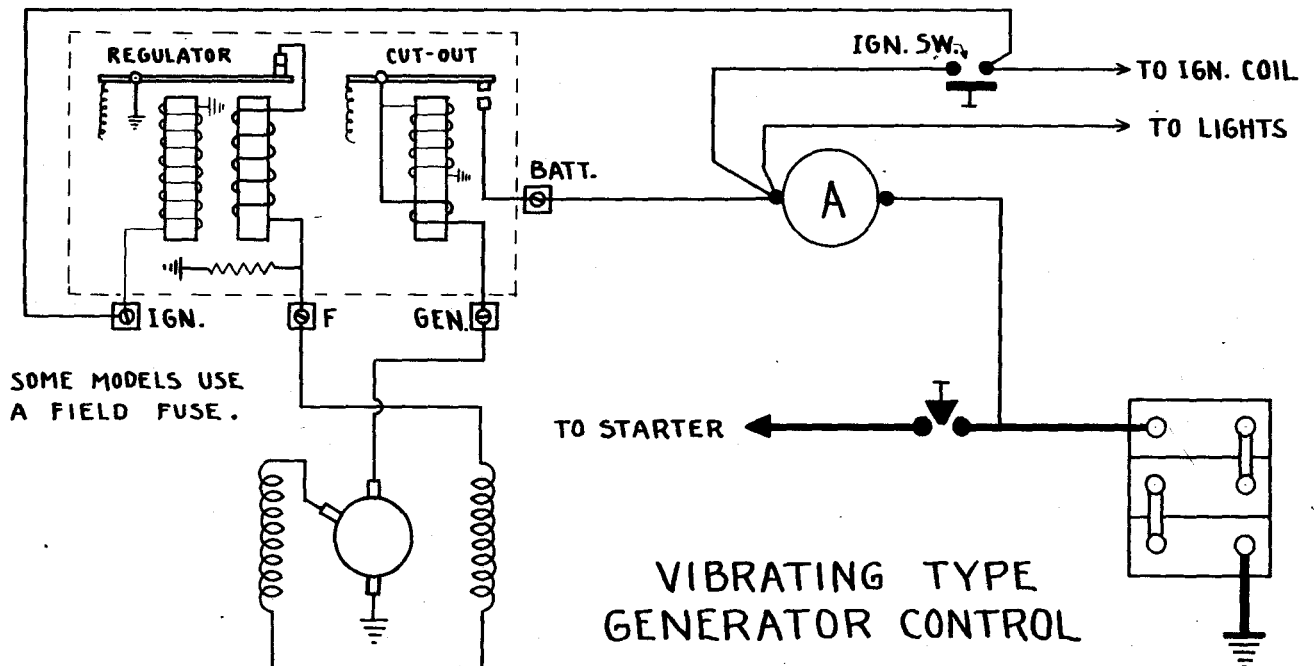 REGULATOR
CUT-OUT
IGN. SW.
TO IGN. COIL
TO LIGHTS
BATT.
A
IGN.
F
GEN.
SOME MODELS USE
A FIELD FUSE.
TO STARTER
VIBRATING TYPE
GENERATOR CONTROL